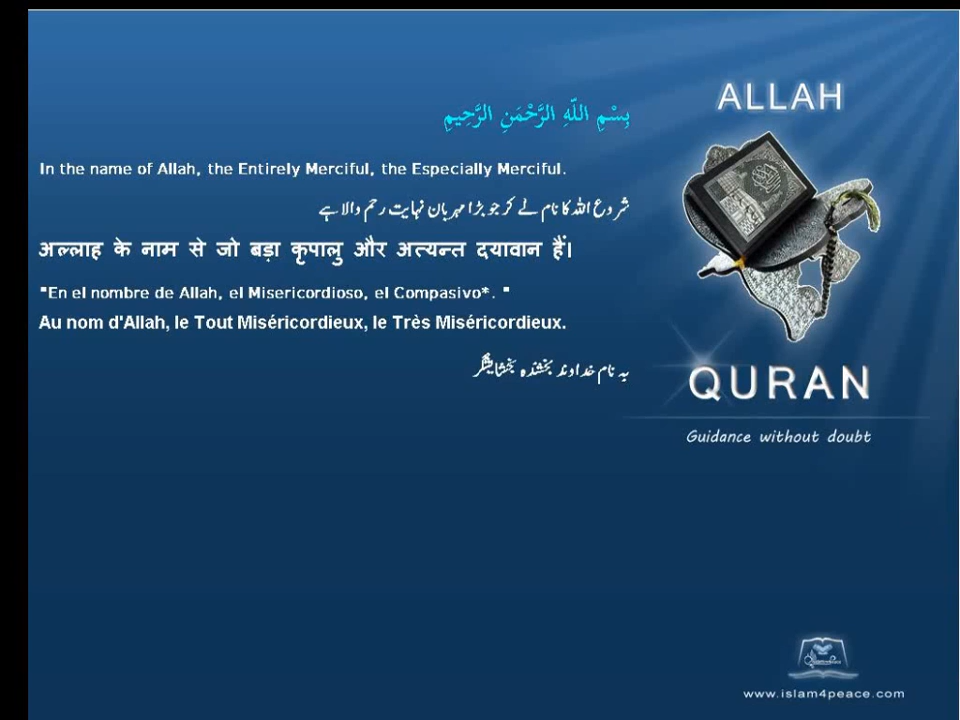 بِسْمِ اللَّهِ الرَّحْمَنِ الرَّحِيمِ
In the name of Allah, the Entirely Merciful, the Especially Merciful.
شروع الله کا نام لے کر جو بڑا مہربان نہایت رحم والا ہے
अल्लाह के नाम से जो बड़ा कृपालु और अत्यन्त दयावान हैं।
"En el nombre de Allah, el Misericordioso, el Compasivo*. "
Au nom d'Allah, le Tout Miséricordieux, le Très Miséricordieux.
به نام خداوند بخشنده بخشایشگر
ALLAH
QURAN
Guidance without doubt
www.islam4peace.com